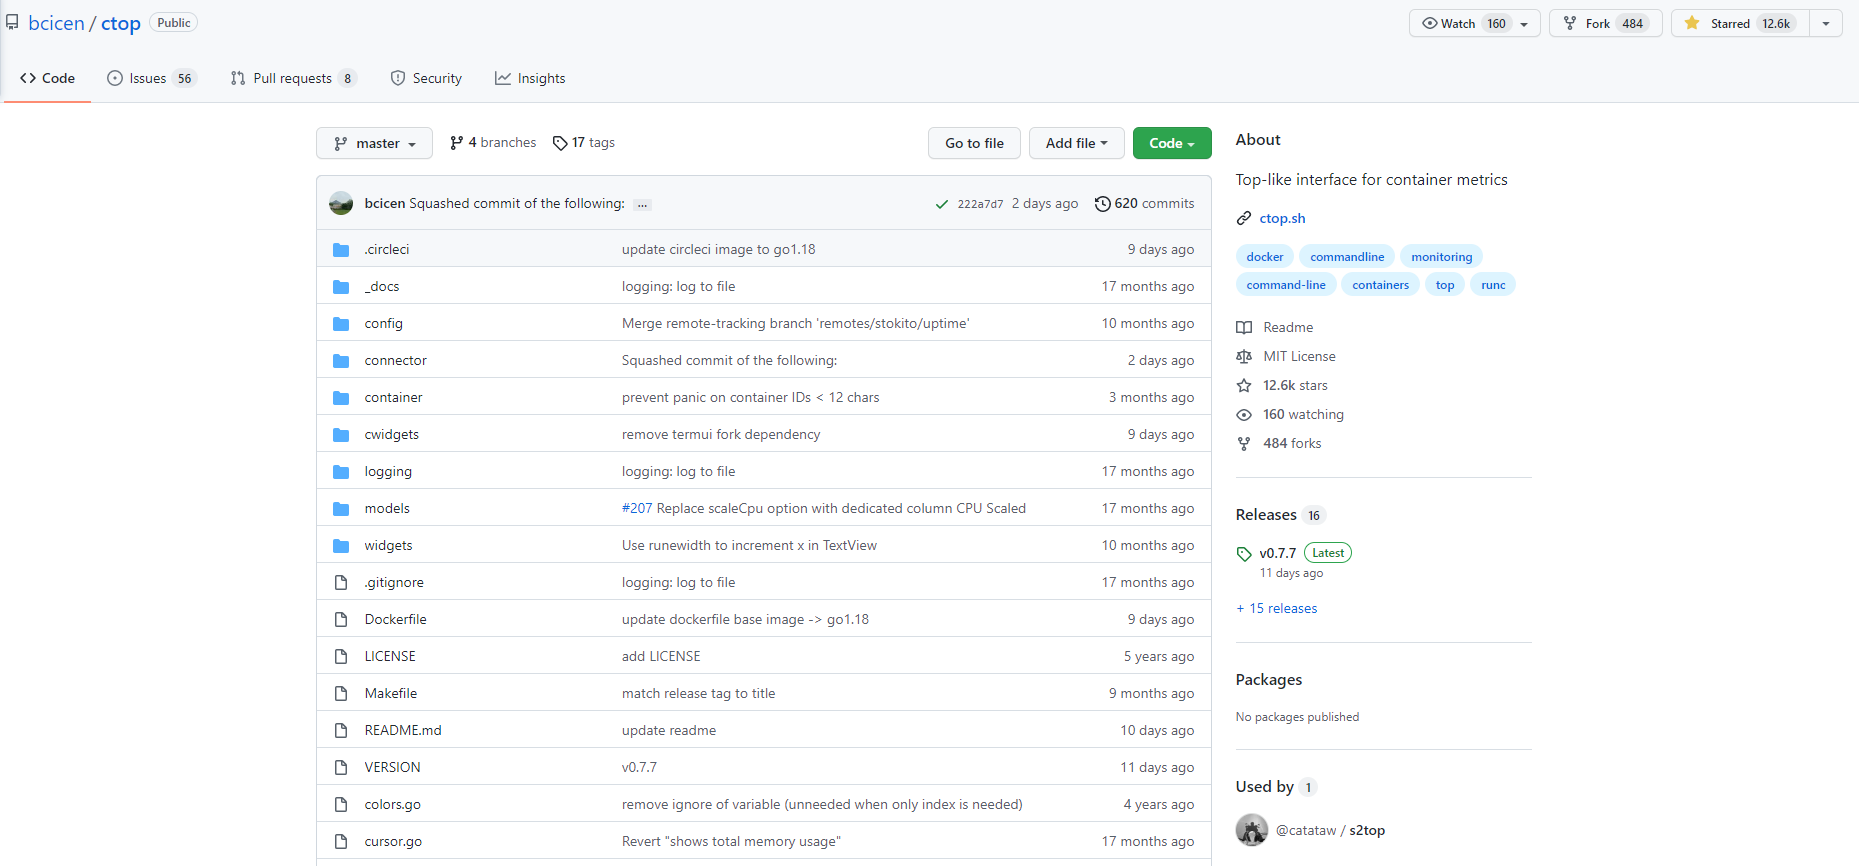 bcicen / ctop Public
Watch 160 Fork 484 Starred 12.6k
Code Issues 56 Pull requests 8 Security Insights
master 4 branches 17 tags Go to file Add file Code
bcicen Squashed commit of the following: ... 222a7d7 2 days ago 620 commits
.circleci update circleci image to go1.18 9 days ago
_docs logging: log to file 17 months ago
config Merge remote-tracking branch 'remotes/stokito/uptime' 10 months ago
connector Squashed commit of the following: 2 days ago
container prevent panic on container IDs < 12 chars 3 months ago
cwidgets remove termui fork dependency 9 days ago
logging logging: log to file 17 months ago
models #207 Replace scaleCpu option with dedicated column CPU Scaled 17 months ago
widgets Use runewidth to increment x in TextView 10 months ago
.gitignore logging: log to file 17 months ago
Dockerfile update dockerfile base image -> go1.18 9 days ago
LICENSE add LICENSE 5 years ago
Makefile match release tag to title 9 months ago
README.md update readme 10 days ago
VERSION v0.7.7 11 days ago
colors.go remove ignore of variable (unneeded when only index is needed) 4 years ago
cursor.go Revert "shows total memory usage" 17 months ago
About
Top-like interface for container metrics
ctop.sh
docker commandline monitoring
command-line containers top runc
Readme
MIT License
12.6k stars
160 watching
484 forks
Releases 16
v0.7.7 Latest
11 days ago
+ 15 releases
Packages
No packages published
Used by 1
@catataw / s2top